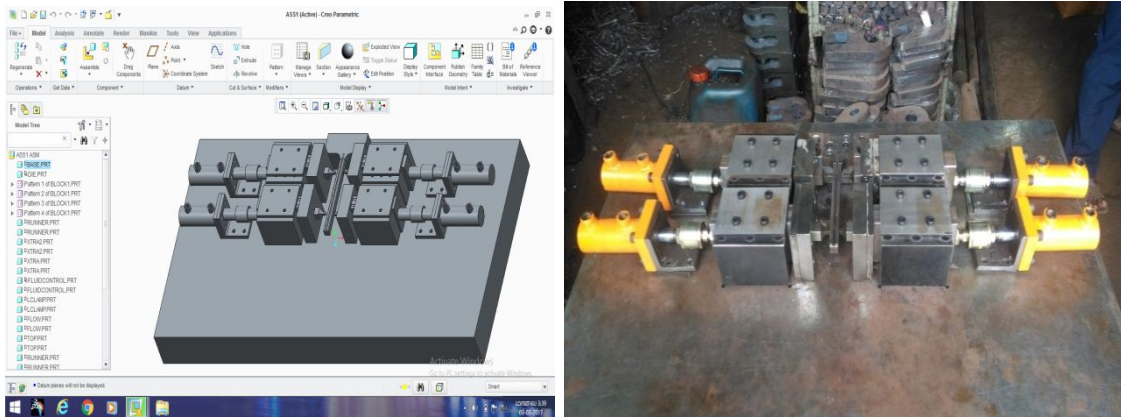 ASS1 (Active) - Creo Parametric
File Model Analysis Annotate Render Manikin Tools View Applications
Regenerate
Assemble
Drag Components
Plane
Axis
Point
Coordinate System
Sketch
Hole
Extrude
Revolve
Pattern
Manage Views
Section
Appearance Gallery
Exploded View
Toggle Status
Edit Position
Display Style
Component Interface
Publish Geometry
Family Table
Bill of Materials
Reference Viewer
Operations Get Data Component Datum Cut & Surface Modifiers Model Display Model Intent Investigate
Model Tree
ASS1.ASM
BASE.PRT
DIE.PRT
Pattern 1 of BLOCK1.PRT
Pattern 2 of BLOCK1.PRT
Pattern 3 of BLOCK1.PRT
Pattern 4 of BLOCK1.PRT
RUNNER.PRT
RUNNER.PRT
XTRA2.PRT
XTRA2.PRT
XTRA.PRT
XTRA.PRT
FLUIDCONTROL.PRT
FLUIDCONTROL.PRT
LCLAMP.PRT
LCLAMP.PRT
FLOW.PRT
FLOW.PRT
TOP.PRT
TOP.PRT
RUNNER.PRT
RUNNER.PRT
Activate Windows
Go to PC settings to activate Windows.
Datum planes will not be displayed.
Smart